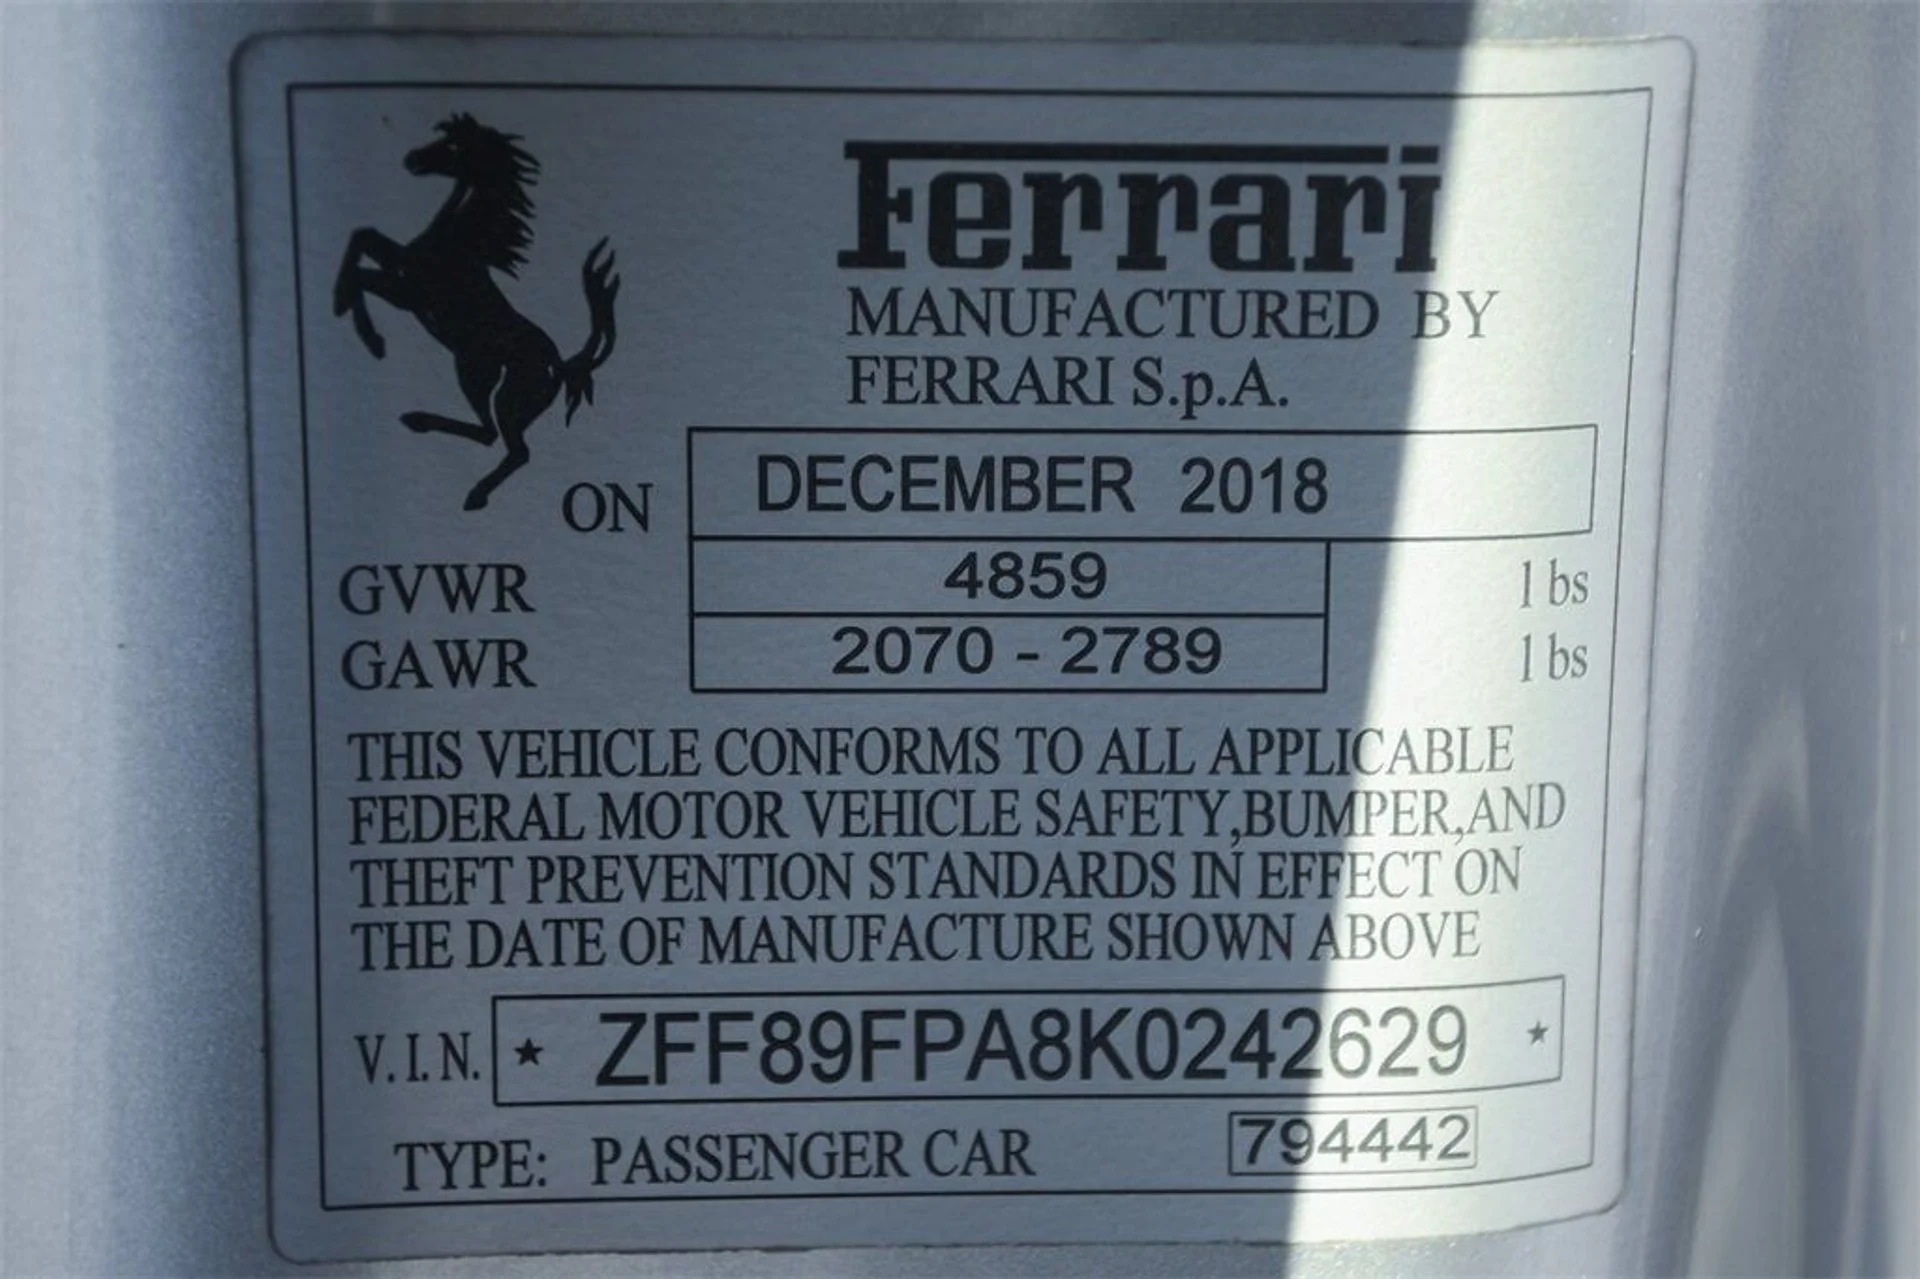 Ferrari
MANUFACTURED BY
FERRARI S.p.A.
ON DECEMBER 2018
GVWR 4859 lbs
GAWR 2070 - 2789 lbs
THIS VEHICLE CONFORMS TO ALL APPLICABLE
FEDERAL MOTOR VEHICLE SAFETY,BUMPER,AND
THEFT PREVENTION STANDARDS IN EFFECT ON
THE DATE OF MANUFACTURE SHOWN ABOVE
V.I.N. ★ ZFF89FPA8K0242629 ★
TYPE: PASSENGER CAR 794442